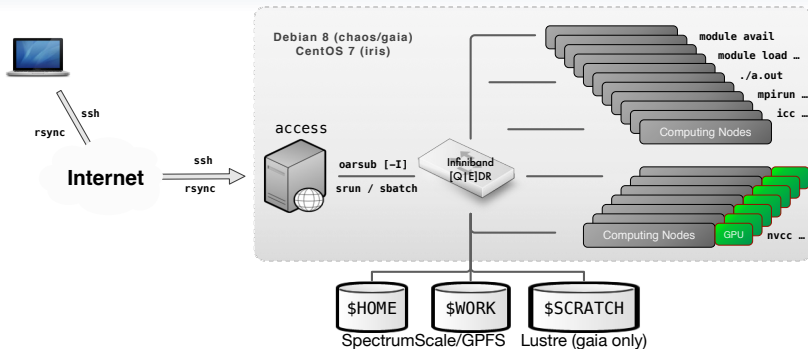 Debian 8 (chaos/gaia)
CentOS 7 (iris)
module avail
module load …
./a.out
mpirun …
icc …
Computing Nodes
ssh
rsync
Internet
ssh
rsync
access
oarsub [-I]
srun / sbatch
Infiniband
[Q|E]DR
Computing Nodes
GPU
nvcc …
$HOME
$WORK
$SCRATCH
SpectrumScale/GPFS
Lustre (gaia only)